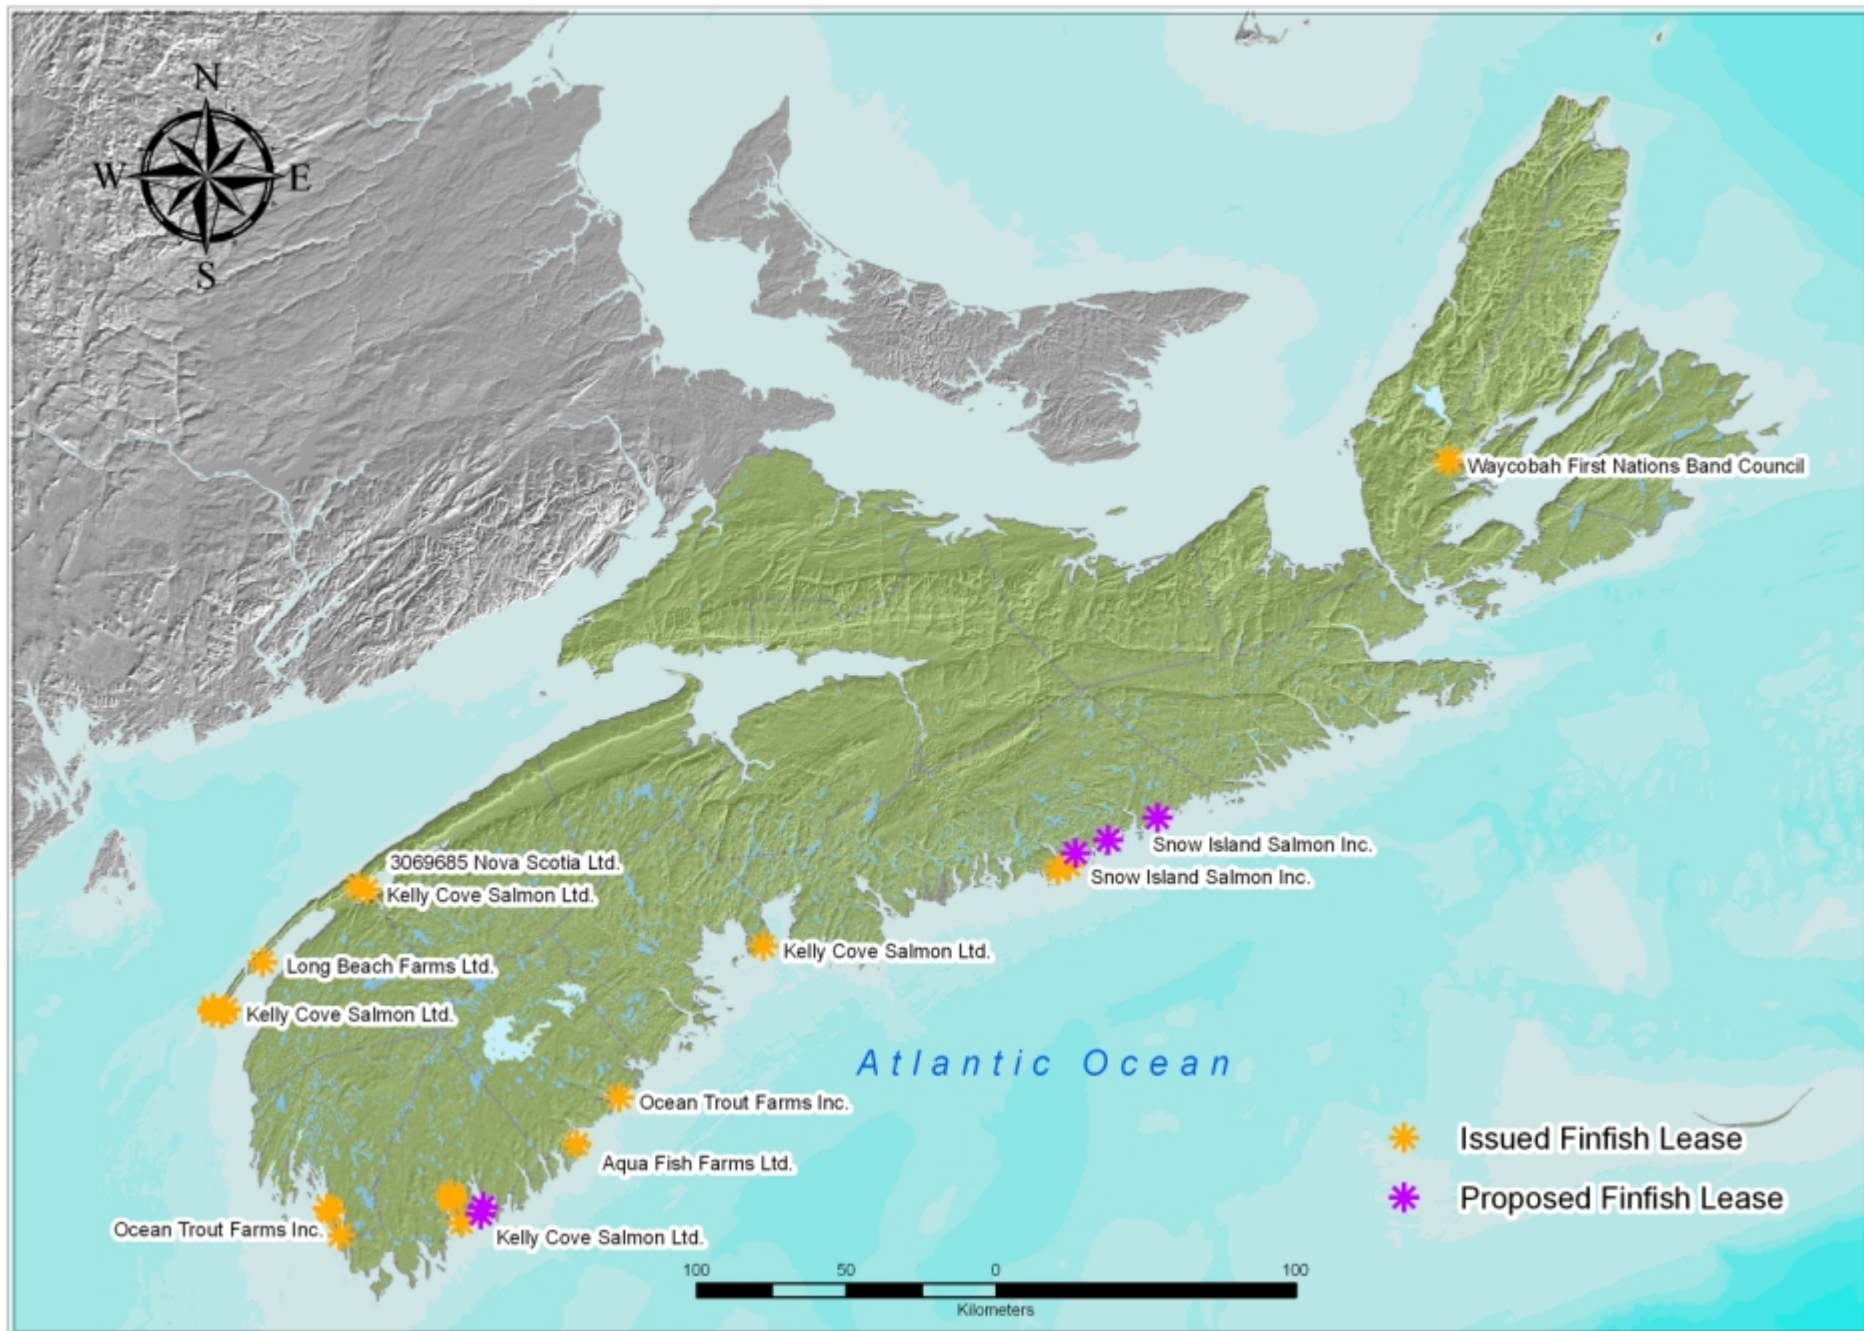 N
W E
S
Waycobah First Nations Band Council
Snow Island Salmon Inc.
Snow Island Salmon Inc.
3069685 Nova Scotia Ltd.
Kelly Cove Salmon Ltd.
Kelly Cove Salmon Ltd.
Long Beach Farms Ltd.
Kelly Cove Salmon Ltd.
Atlantic Ocean
Ocean Trout Farms Inc.
Aqua Fish Farms Ltd.
Ocean Trout Farms Inc.
Kelly Cove Salmon Ltd.
Issued Finfish Lease
Proposed Finfish Lease
100 50 0 100
Kilometers